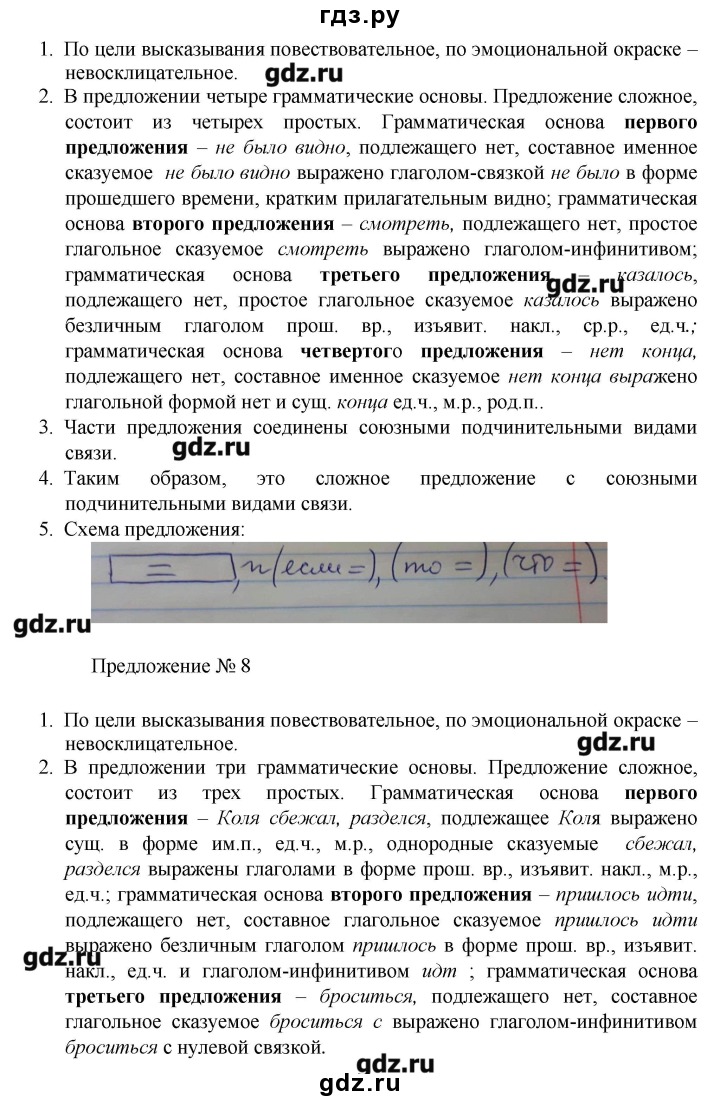 гдз.ру
1. По цели высказывания повествовательное, по эмоциональной окраске –
невосклицательное.
gdz.ru
2. В предложении четыре грамматические основы. Предложение сложное,
состоит из четырех простых. Грамматическая основа первого
предложения – не было видно, подлежащего нет, составное именное
сказуемое не было видно выражено глаголом-связкой не было в форме
прошедшего времени, кратким прилагательным видно; грамматическая
основа второго предложения – смотреть, подлежащего нет, простое
глагольное сказуемое смотреть выражено глаголом-инфинитивом;
грамматическая основа третьего предложения – казалось,
gdz.ru
подлежащего нет, простое глагольное сказуемое казалось выражено
безличным глаголом прош. вр., изъявит. накл., ср.р., ед.ч.;
грамматическая основа четвертого предложения – нет конца,
подлежащего нет, составное именное сказуемое нет конца выражено
глагольной формой нет и сущ. конца ед.ч., м.р., род.п..
3. Части предложения соединены союзными подчинительными видами
связи.
gdz.ru
4. Таким образом, это сложное предложение с союзными
подчинительными видами связи.
5. Схема предложения:
[=], и (если =), (то =), (что =).
gdz.ru
Предложение № 8
1. По цели высказывания повествовательное, по эмоциональной окраске –
невосклицательное.
gdz.ru
2. В предложении три грамматические основы. Предложение сложное,
состоит из трех простых. Грамматическая основа первого
предложения – Коля сбежал, разделся, подлежащее Коля выражено
сущ. в форме им.п., ед.ч., м.р., однородные сказуемые сбежал,
разделся выражены глаголами в форме прош. вр., изъявит. накл., м.р.,
ед.ч.; грамматическая основа второго предложения – пришлось идти,
подлежащего нет, составное глагольное сказуемое пришлось идти
выражено безличным глаголом пришлось в форме прош. вр., изъявит.
gdz.ru
накл., ед.ч. и глаголом-инфинитивом идт ; грамматическая основа
третьего предложения – броситься, подлежащего нет, составное
глагольное сказуемое броситься с выражено глаголом-инфинитивом
броситься с нулевой связкой.
gdz.ru
gdz.ru